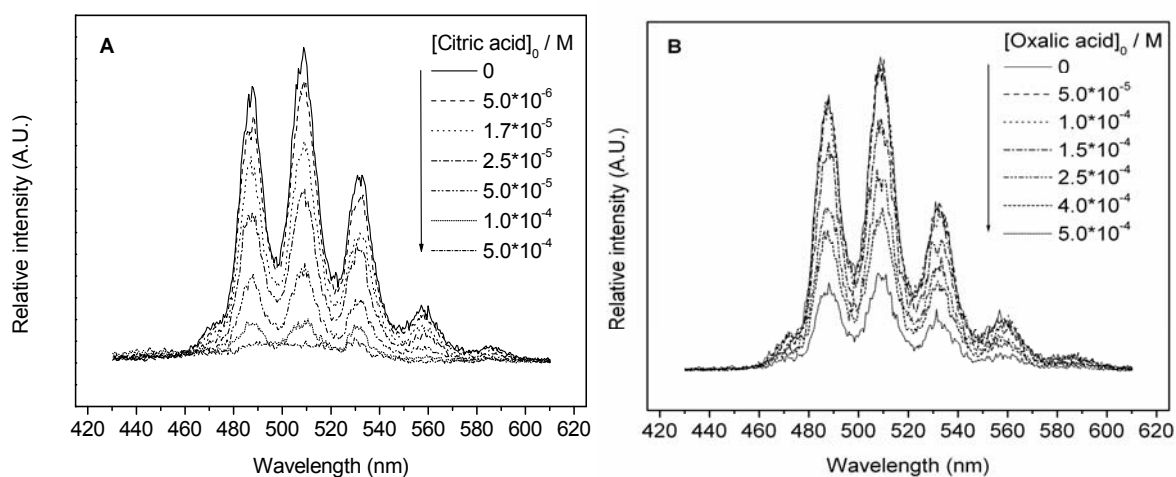 A
[Citric acid]₀ / M
0
5.0*10⁻⁶
1.7*10⁻⁵
2.5*10⁻⁵
5.0*10⁻⁵
1.0*10⁻⁴
5.0*10⁻⁴
Relative intensity (A.U.)
420 440 460 480 500 520 540 560 580 600 620
Wavelength (nm)
B
[Oxalic acid]₀ / M
0
5.0*10⁻⁵
1.0*10⁻⁴
1.5*10⁻⁴
2.5*10⁻⁴
4.0*10⁻⁴
5.0*10⁻⁴
Relative intensity (A.U.)
420 440 460 480 500 520 540 560 580 600 620
Wavelength (nm)